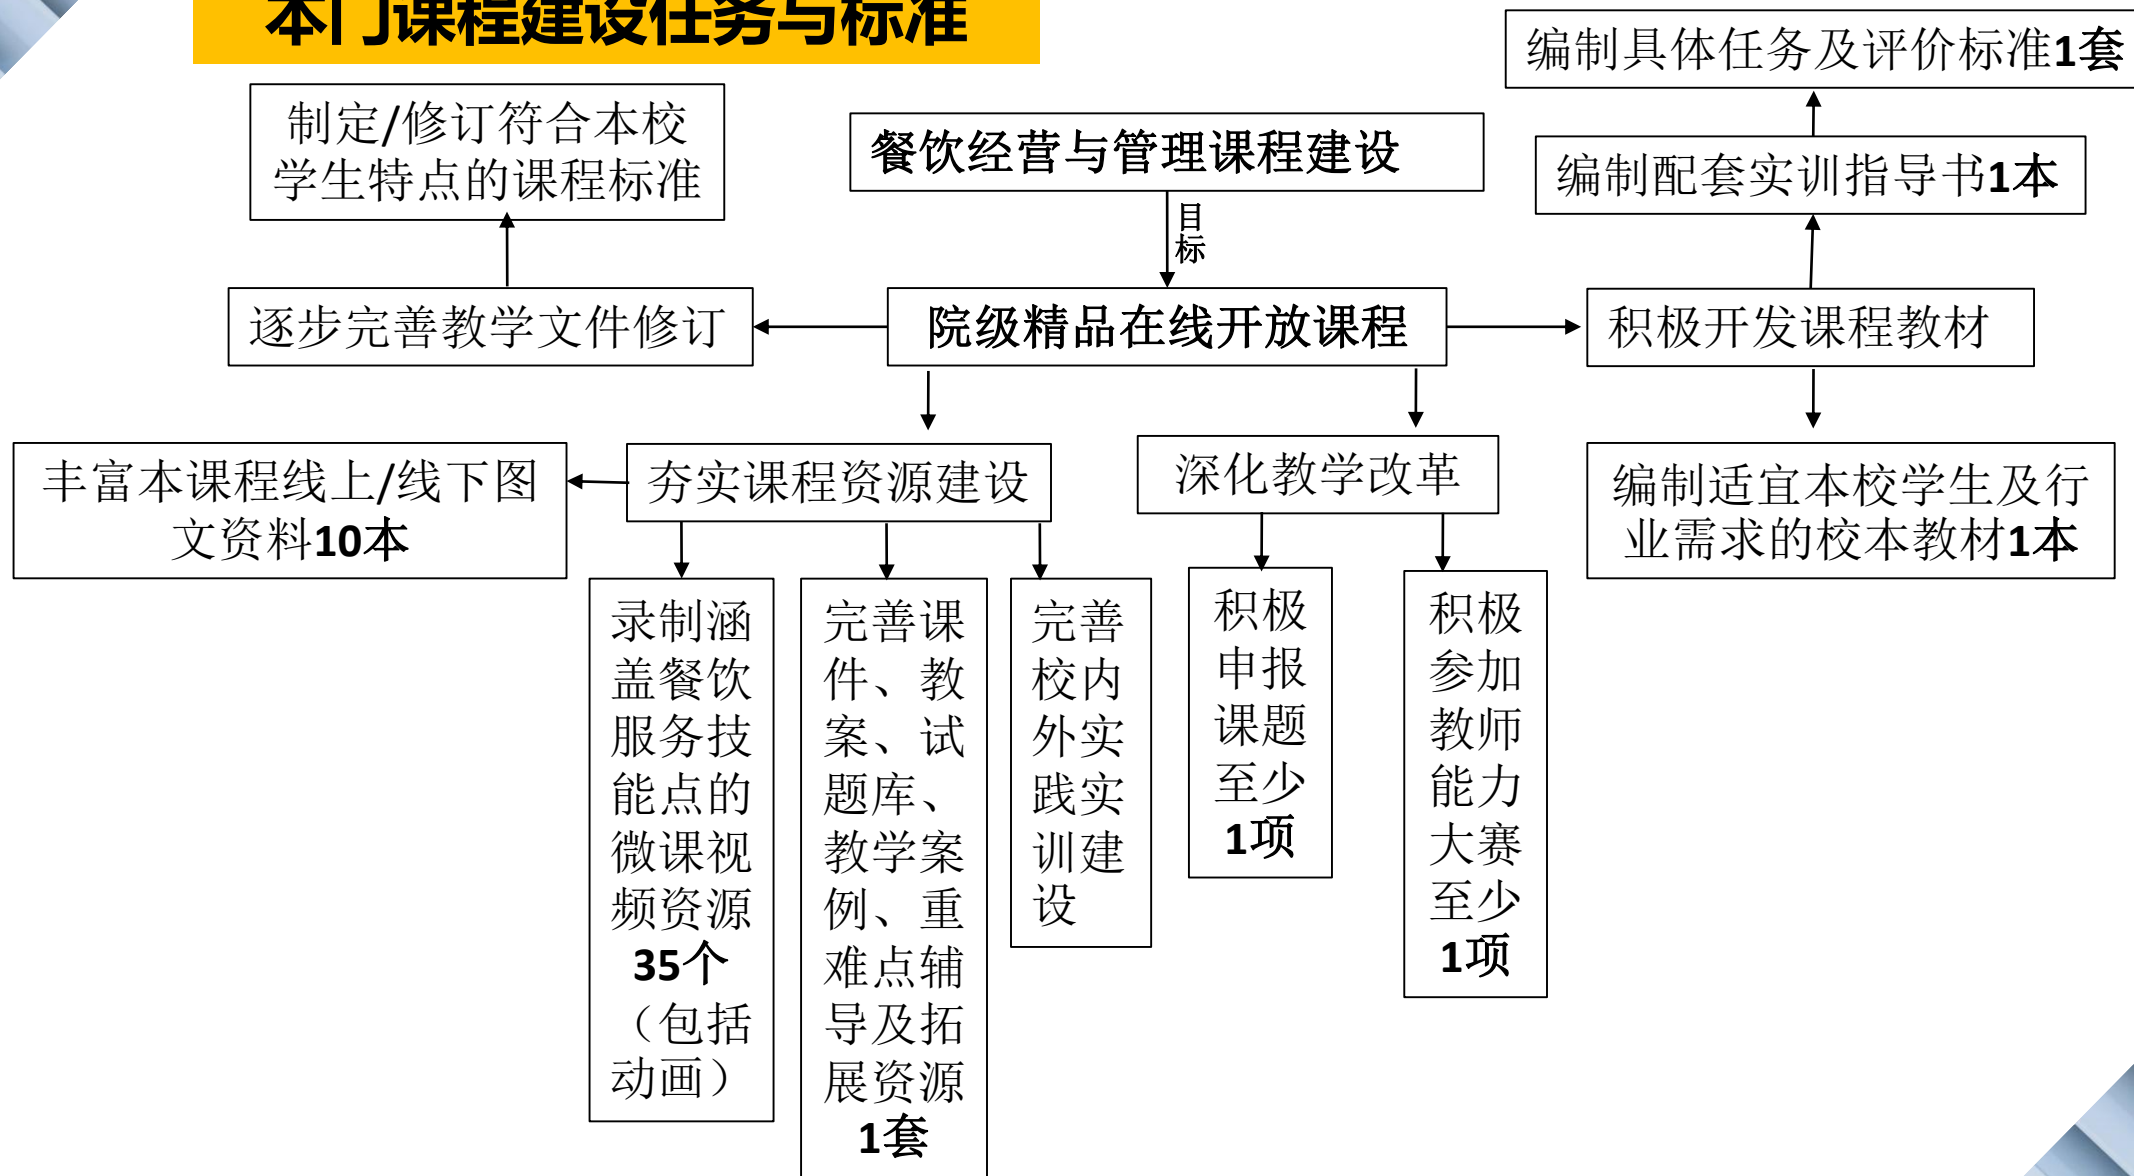 本门课程建设任务与标准
编制具体任务及评价标准1套
制定/修订符合本校
学生特点的课程标准
餐饮经营与管理课程建设
编制配套实训指导书1本
目
标
逐步完善教学文件修订
院级精品在线开放课程
积极开发课程教材
丰富本课程线上/线下图
文资料10本
夯实课程资源建设
深化教学改革
编制适宜本校学生及行
业需求的校本教材1本
录制涵
盖餐饮
服务技
能点的
微课视
频资源
35个
（包括
动画）
完善课
件、教
案、试
题库、
教学案
例、重
难点辅
导及拓
展资源
1套
完善
校内
外实
践实
训建
设
积极
申报
课题
至少
1项
积极
参加
教师
能力
大赛
至少
1项